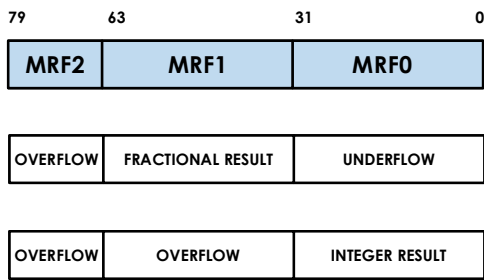 79 63 31 0
MRF2 MRF1 MRF0
OVERFLOW FRACTIONAL RESULT UNDERFLOW
OVERFLOW OVERFLOW INTEGER RESULT